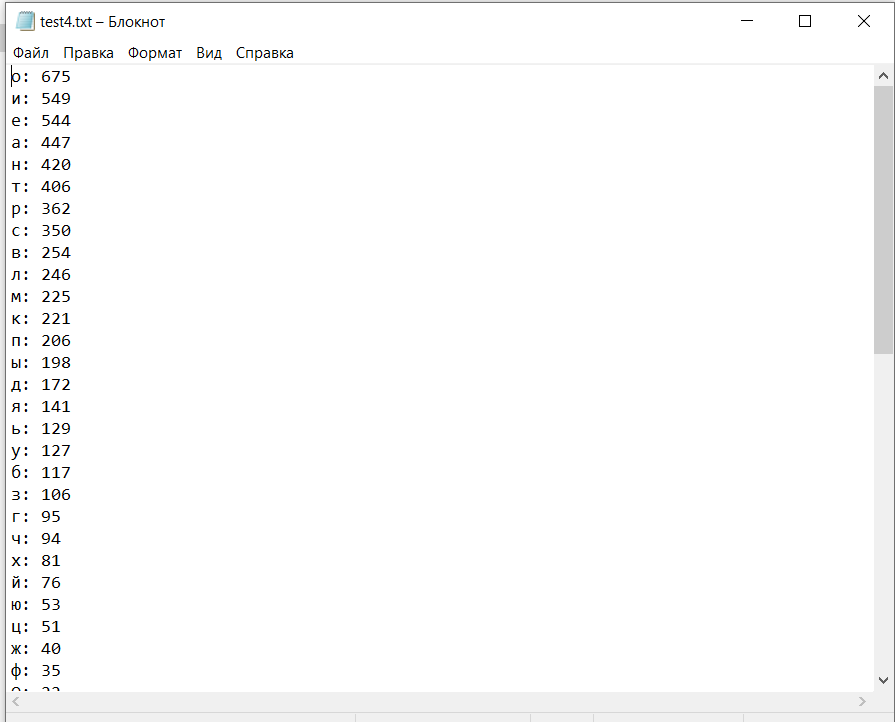 test4.txt – Блокнот
Файл Правка Формат Вид Справка
о: 675
и: 549
е: 544
а: 447
н: 420
т: 406
р: 362
с: 350
в: 254
л: 246
м: 225
к: 221
п: 206
ы: 198
д: 172
я: 141
ь: 129
у: 127
б: 117
з: 106
г: 95
ч: 94
х: 81
й: 76
ю: 53
ц: 51
ж: 40
ф: 35